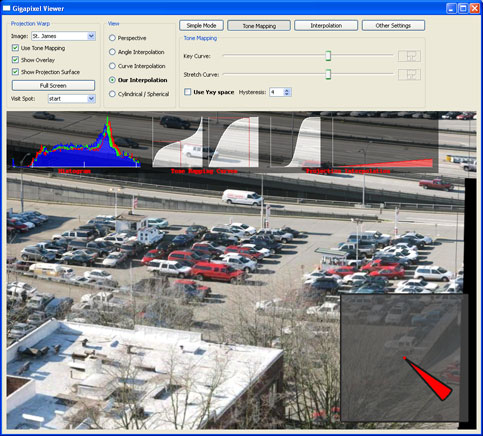 Gigapixel Viewer
Projection Warp
Image: St. James
Use Tone Mapping
Show Overlay
Show Projection Surface
Full Screen
Visit Spot: start
View
Perspective
Angle Interpolation
Curve Interpolation
Our Interpolation
Cylindrical / Spherical
Simple Mode
Tone Mapping
Interpolation
Other Settings
Tone Mapping
Key Curve:
Stretch Curve:
Use Yxy space
Hysteresis: 4
Histogram
Tone Mapping Curves
Projection Interpolation